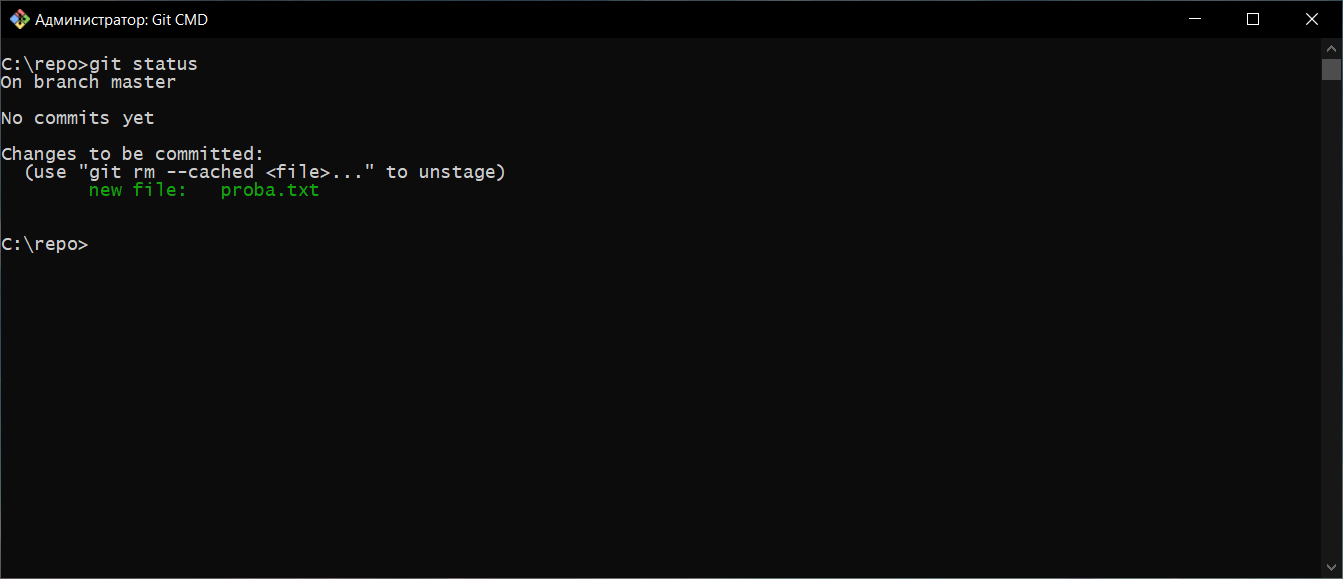 Администратор: Git CMD
C:\repo>git status
On branch master
No commits yet
Changes to be committed:
  (use "git rm --cached <file>..." to unstage)
        new file:   proba.txt
C:\repo>